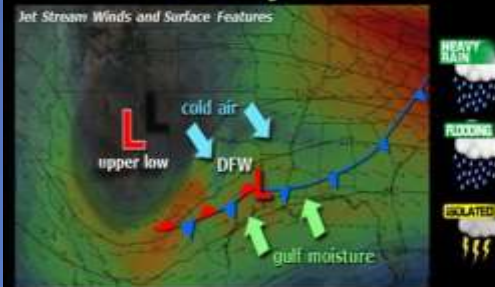 Jet Stream Winds and Surface Features
HEAVY
RAIN
cold air
L
upper low
DFW
L
FLOODING
ISOLATED
gulf moisture